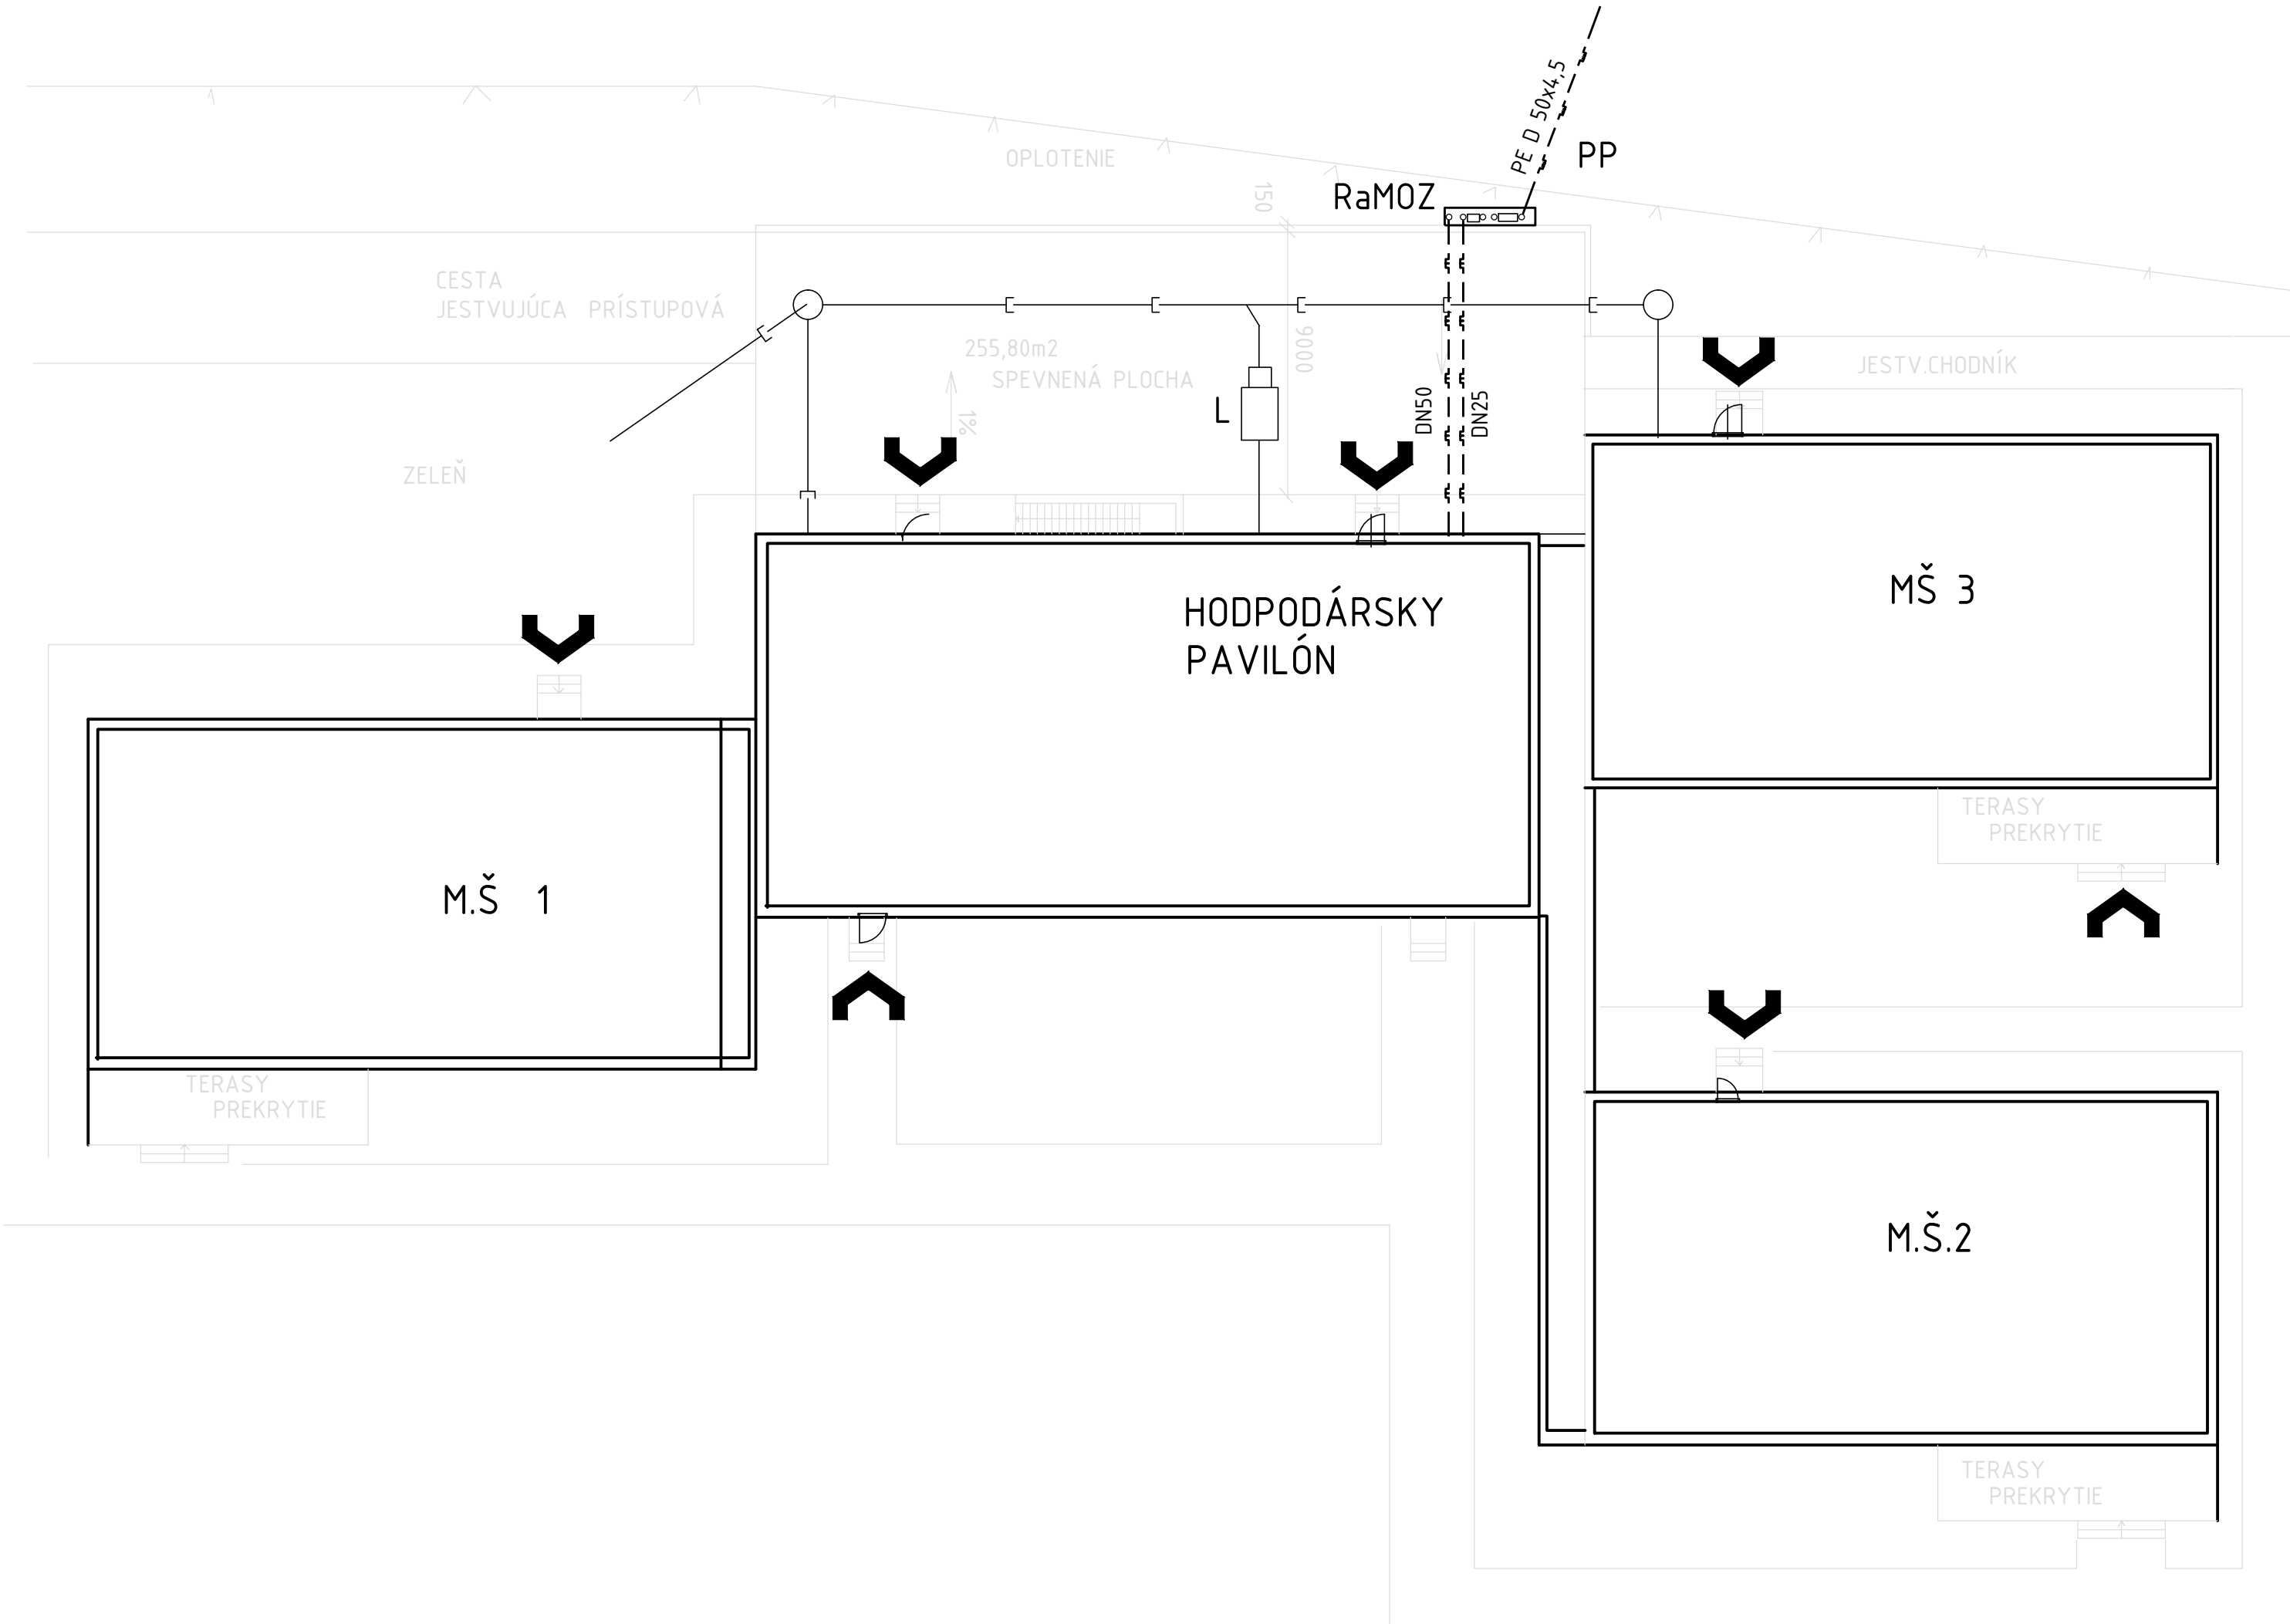 PE D 50x4,5
PP
OPLOTENIE
RaMOZ
150
CESTA
JESTVUJÚCA PRÍSTUPOVÁ
255,80m2
SPEVNENÁ PLOCHA
9000
JESTV.CHODNÍK
1%
L
DN50
DN25
ZELEŇ
HODPODÁRSKY
PAVILÓN
MŠ 3
TERASY
PREKRYTIE
M.Š 1
TERASY
PREKRYTIE
M.Š.2
TERASY
PREKRYTIE